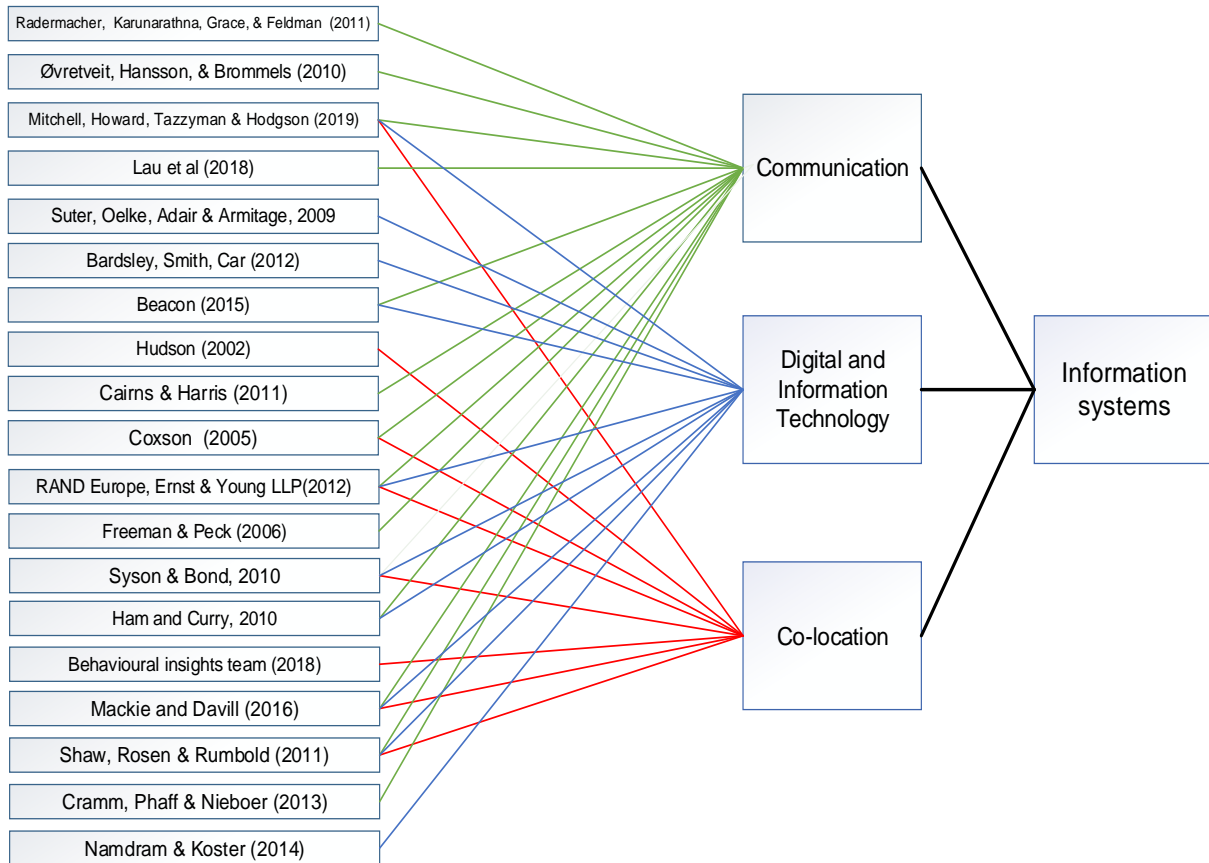 Radermacher, Karunarathna, Grace, & Feldman (2011)
Øvretveit, Hansson, & Brommels (2010)
Mitchell, Howard, Tazzyman & Hodgson (2019)
Lau et al (2018)
Suter, Oelke, Adair & Armitage, 2009
Bardsley, Smith, Car (2012)
Beacon (2015)
Hudson (2002)
Cairns & Harris (2011)
Coxson (2005)
RAND Europe, Ernst & Young LLP(2012)
Freeman & Peck (2006)
Syson & Bond, 2010
Ham and Curry, 2010
Behavioural insights team (2018)
Mackie and Davill (2016)
Shaw, Rosen & Rumbold (2011)
Cramm, Phaff & Nieboer (2013)
Namdram & Koster (2014)
Communication
Digital and
Information
Technology
Co-location
Information
systems